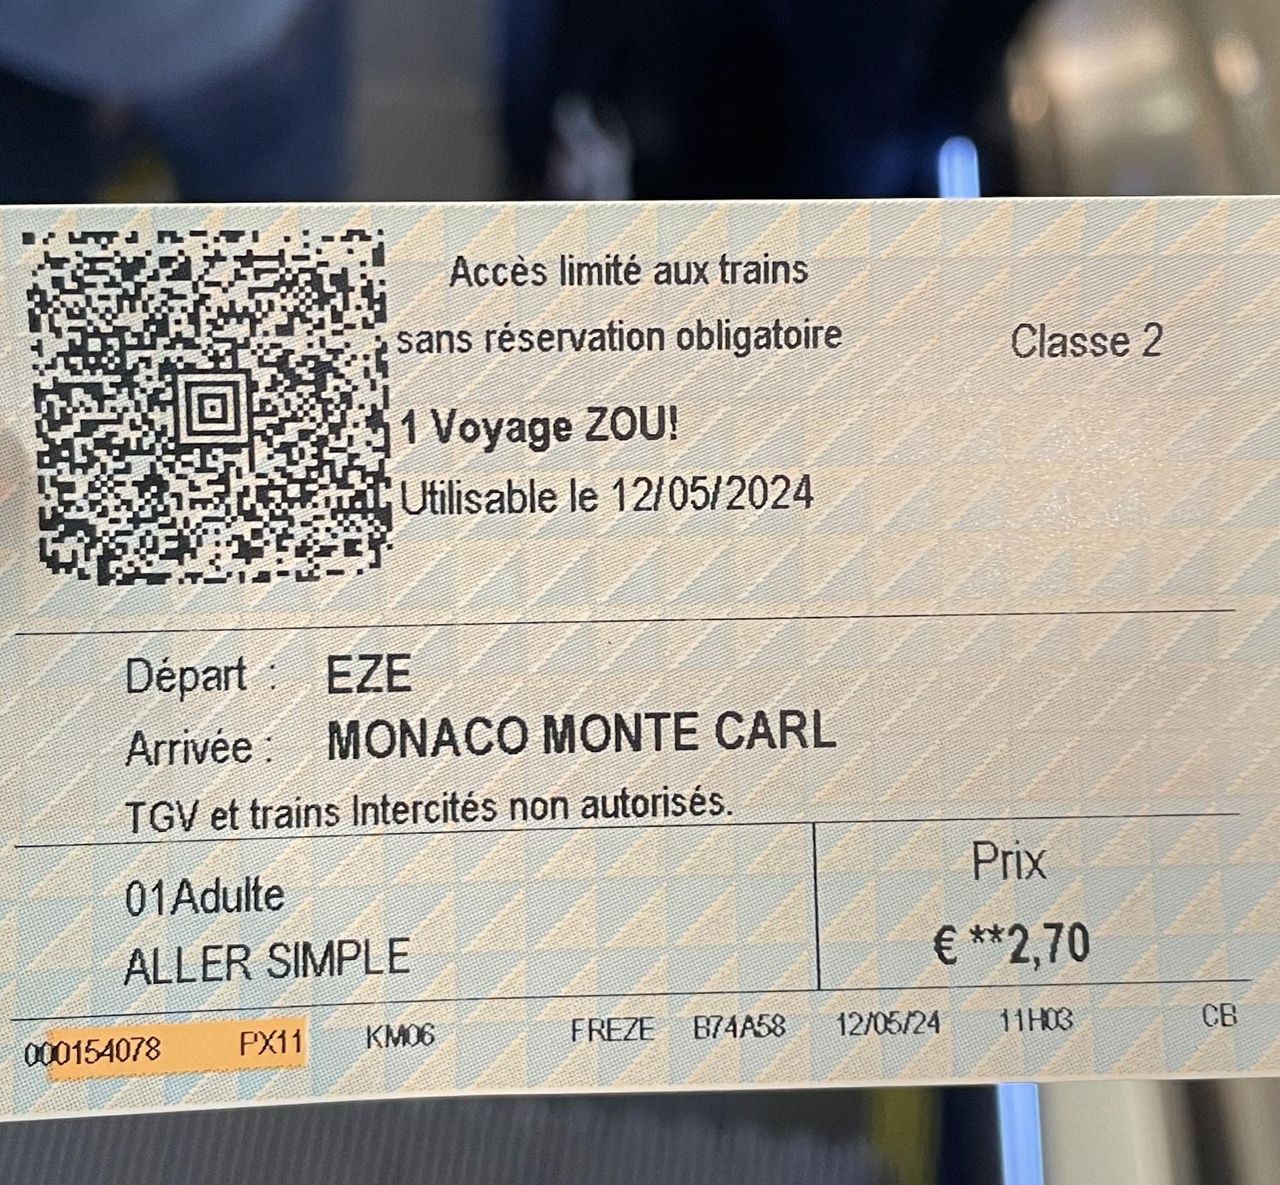 Accès limité aux trains
sans réservation obligatoire
Classe 2
1 Voyage ZOU!
Utilisable le 12/05/2024
Départ : EZE
Arrivée : MONACO MONTE CARL
TGV et trains Intercités non autorisés.
01Adulte
ALLER SIMPLE
Prix
€ **2,70
000154078 PX11 KM06 FREZE B74A58 12/05/24 11H03 CB